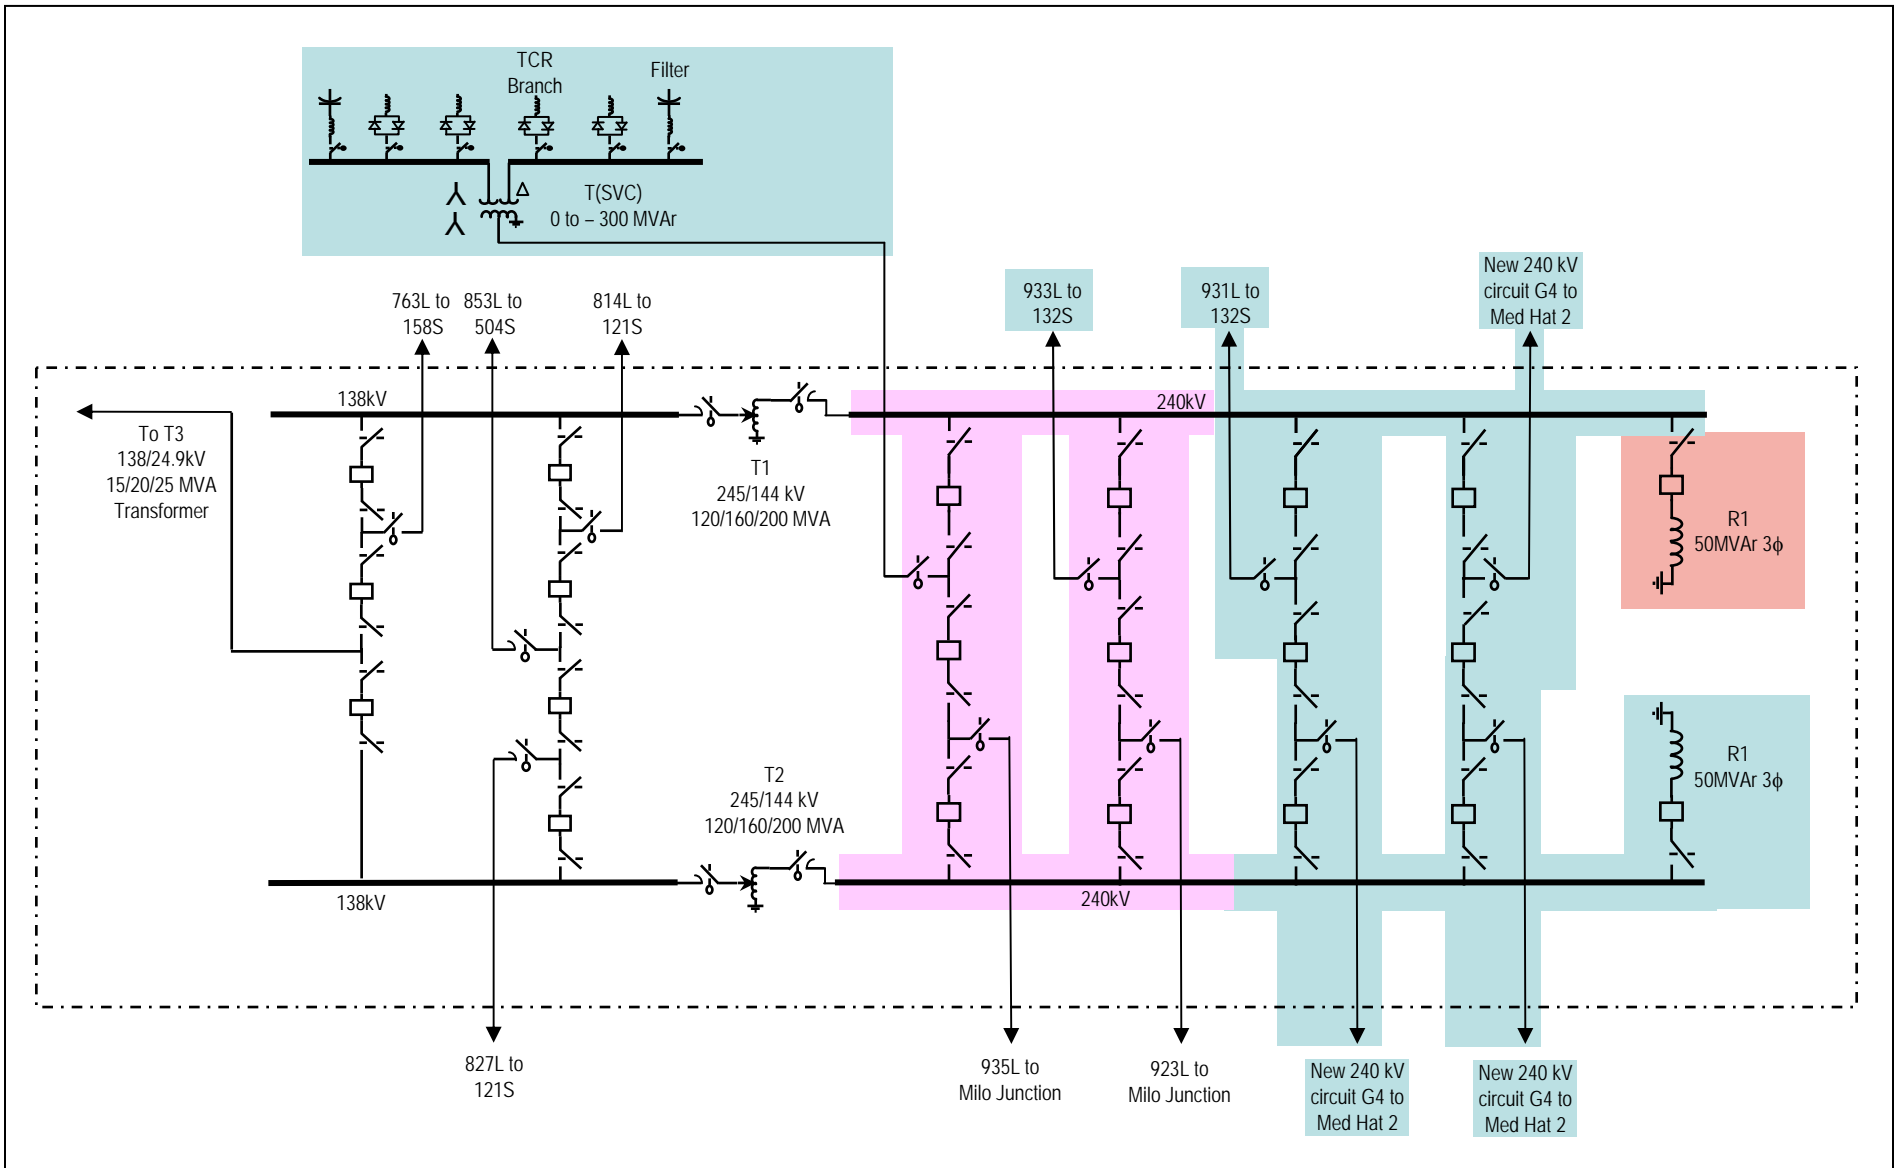 TCR
Branch
Filter
T(SVC)
0 to – 300 MVAr
763L to
158S
853L to
504S
814L to
121S
933L to
132S
931L to
132S
New 240 kV
circuit G4 to
Med Hat 2
138kV
240kV
To T3
138/24.9kV
15/20/25 MVA
Transformer
T1
245/144 kV
120/160/200 MVA
R1
50MVAr 3ϕ
T2
245/144 kV
120/160/200 MVA
R1
50MVAr 3ϕ
138kV
240kV
827L to
121S
935L to
Milo Junction
923L to
Milo Junction
New 240 kV
circuit G4 to
Med Hat 2
New 240 kV
circuit G4 to
Med Hat 2